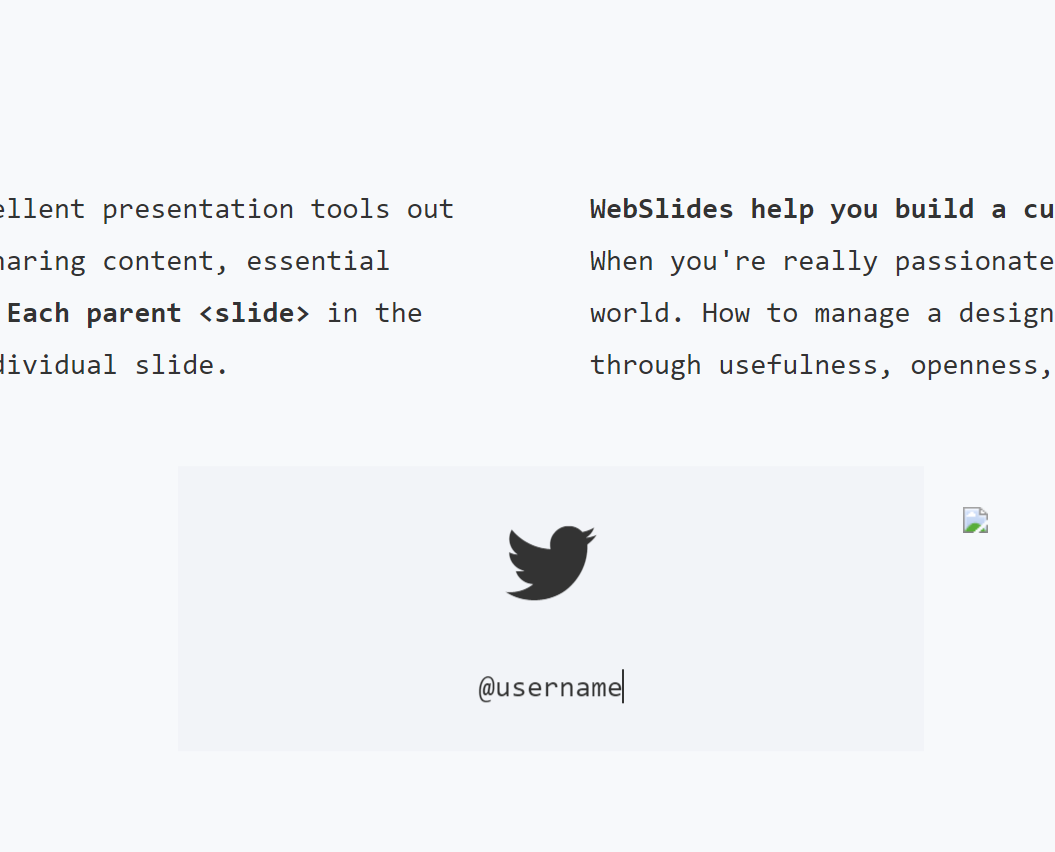 ellent presentation tools out
haring content, essential
Each parent <slide> in the
dividual slide.
WebSlides help you build a cu
When you're really passionate
world. How to manage a design
through usefulness, openness,
@username